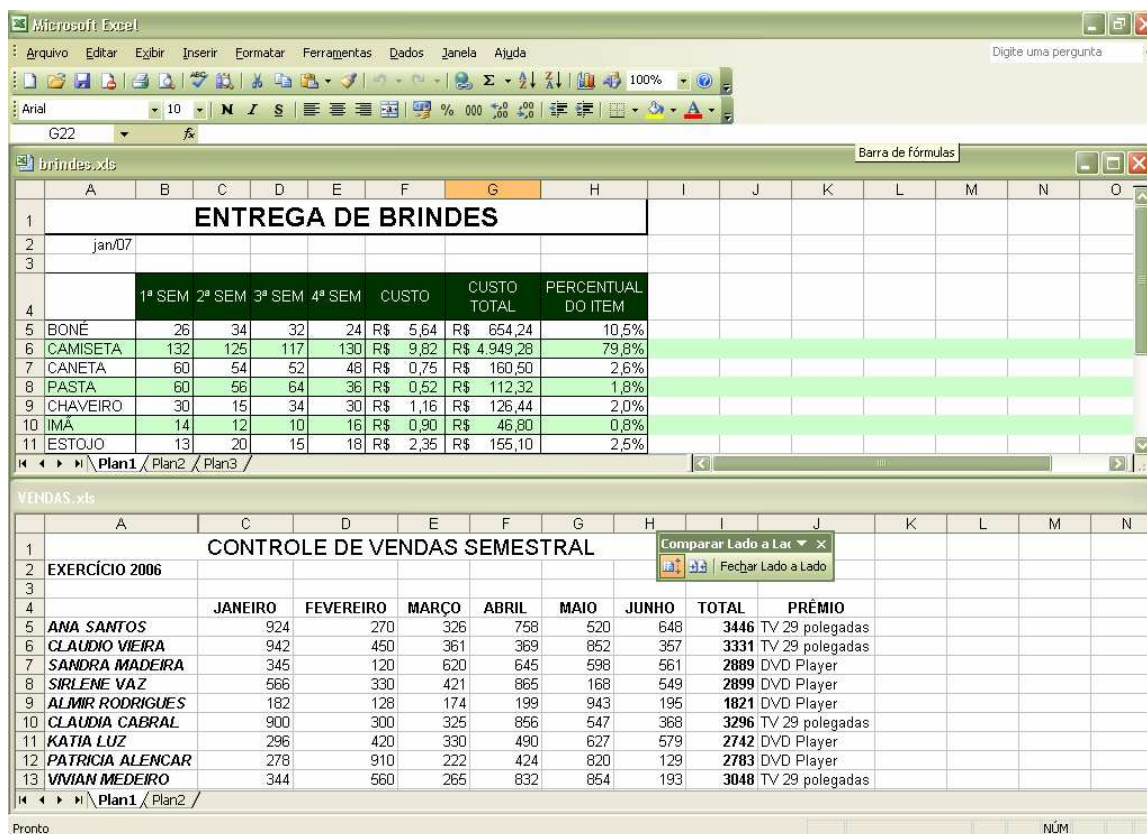 Microsoft Excel
Arquivo Editar Exibir Inserir Formatar Ferramentas Dados Janela Ajuda Digite uma pergunta
100%
Arial 10 N I S % 000
G22 fx
Barra de fórmulas
brindes.xls
A B C D E F G H I J K L M N O
1 ENTREGA DE BRINDES
2 jan/07
3
4 1ª SEM 2ª SEM 3ª SEM 4ª SEM CUSTO CUSTO TOTAL PERCENTUAL DO ITEM
5 BONÉ 26 34 32 24 R$ 5,64 R$ 654,24 10,5%
6 CAMISETA 132 125 117 130 R$ 9,82 R$ 4.949,28 79,8%
7 CANETA 60 54 52 48 R$ 0,75 R$ 160,50 2,6%
8 PASTA 60 56 64 36 R$ 0,52 R$ 112,32 1,8%
9 CHAVEIRO 30 15 34 30 R$ 1,16 R$ 126,44 2,0%
10 IMÃ 14 12 10 16 R$ 0,90 R$ 46,80 0,8%
11 ESTOJO 13 20 15 18 R$ 2,35 R$ 155,10 2,5%
Plan1 Plan2 Plan3
VENDAS.xls
A C D E F G H I J K L M N
1 CONTROLE DE VENDAS SEMESTRAL
Comparar Lado a Lac
2 EXERCÍCIO 2006
Fechar Lado a Lado
3
4 JANEIRO FEVEREIRO MARÇO ABRIL MAIO JUNHO TOTAL PRÊMIO
5 ANA SANTOS 924 270 326 758 520 648 3446 TV 29 polegadas
6 CLAUDIO VIEIRA 942 450 361 369 852 357 3331 TV 29 polegadas
7 SANDRA MADEIRA 345 120 620 645 598 561 2889 DVD Player
8 SIRLENE VAZ 566 330 421 865 168 549 2899 DVD Player
9 ALMIR RODRIGUES 182 128 174 199 943 195 1821 DVD Player
10 CLAUDIA CABRAL 900 300 325 856 547 368 3296 TV 29 polegadas
11 KATIA LUZ 296 420 330 490 627 579 2742 DVD Player
12 PATRICIA ALENCAR 278 910 222 424 820 129 2783 DVD Player
13 VIVIAN MEDEIRO 344 560 265 832 854 193 3048 TV 29 polegadas
Plan1 Plan2
Pronto NÚM